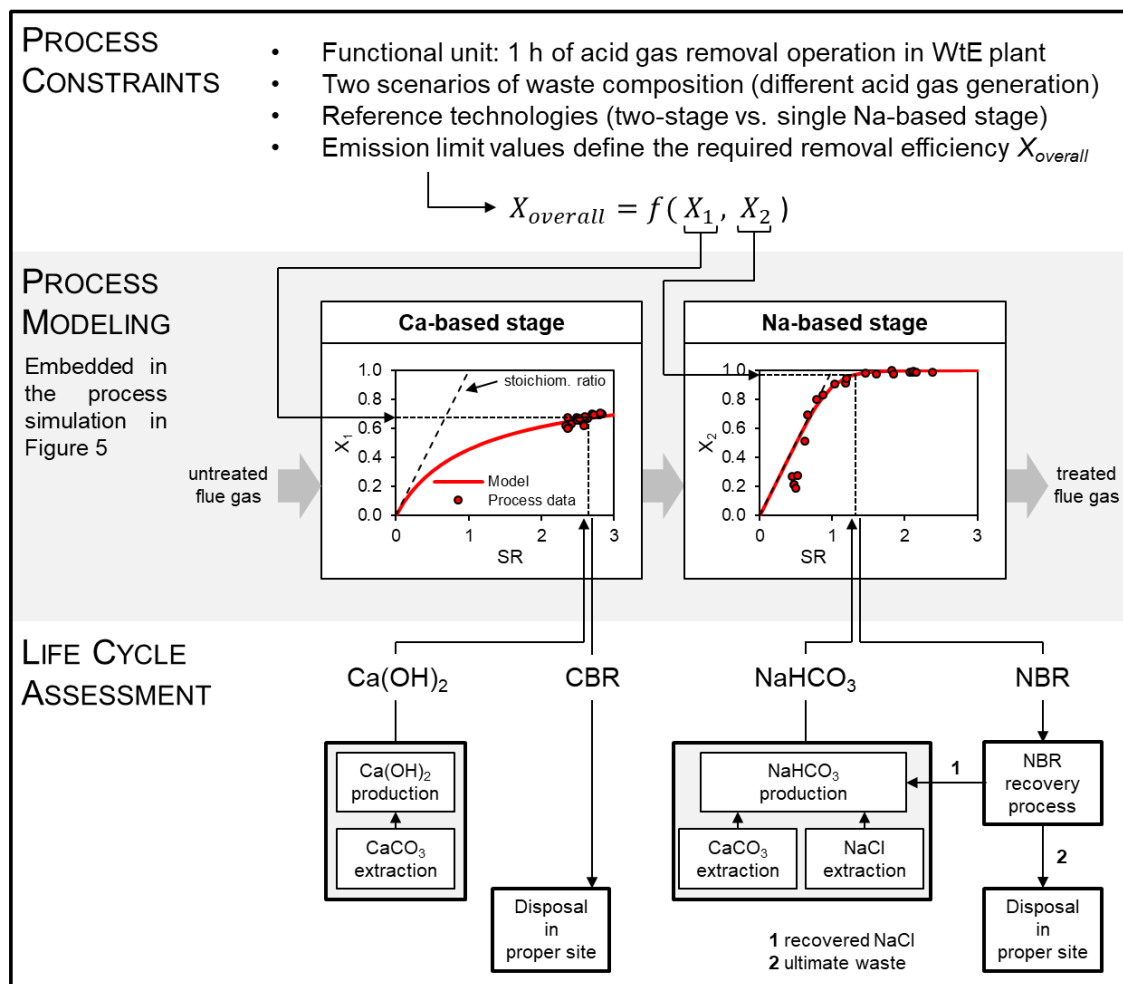 PROCESS
CONSTRAINTS
• Functional unit: 1 h of acid gas removal operation in WtE plant
• Two scenarios of waste composition (different acid gas generation)
• Reference technologies (two-stage vs. single Na-based stage)
• Emission limit values define the required removal efficiency X_overall
X_overall = f( X_1 , X_2 )
PROCESS
MODELING
Embedded in
the process
simulation in
Figure 5
untreated
flue gas
Ca-based stage
1.0
0.8
0.6
0.4
0.2
0.0
X_1
stoichiom. ratio
Model
Process data
0 1 2 3
SR
Na-based stage
1.0
0.8
0.6
0.4
0.2
0.0
X_2
0 1 2 3
SR
treated
flue gas
LIFE CYCLE
ASSESSMENT
Ca(OH)₂ CBR NaHCO₃ NBR
Ca(OH)₂
production
CaCO₃
extraction
Disposal
in
proper site
NaHCO₃
production
CaCO₃
extraction
NaCl
extraction
1
NBR
recovery
process
2
Disposal
in
proper site
1 recovered NaCl
2 ultimate waste